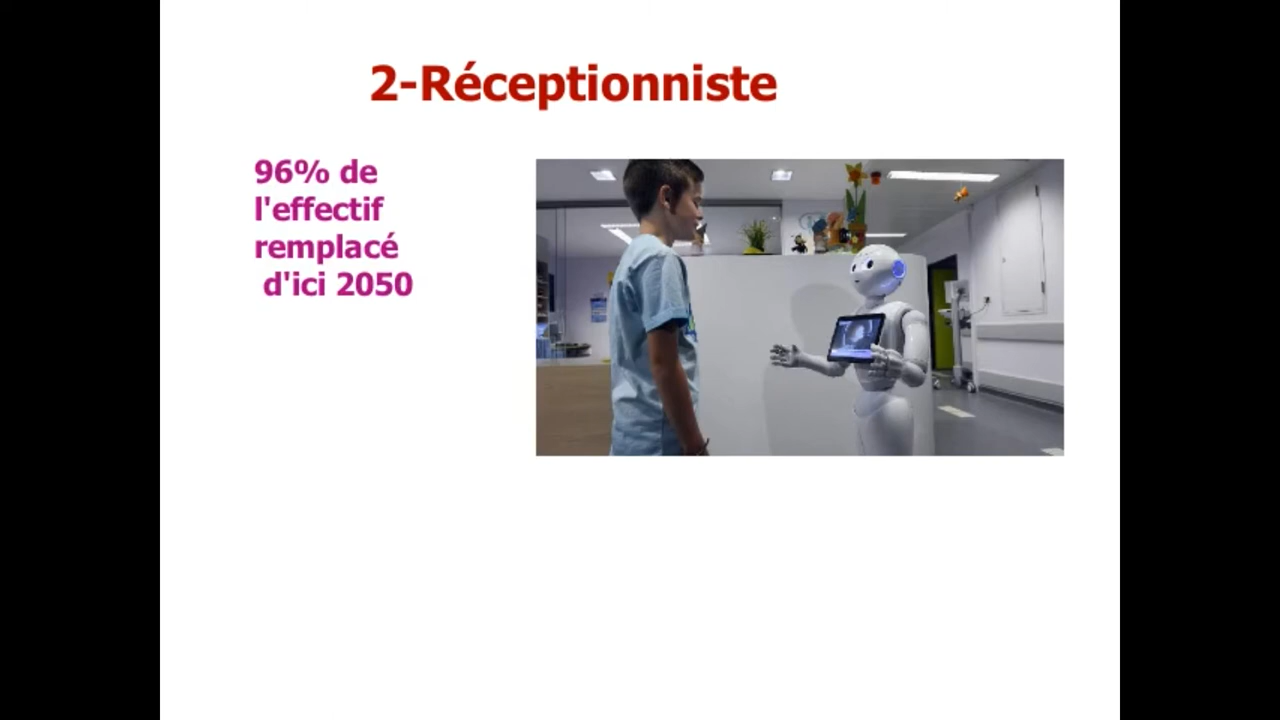 2-Réceptionniste
96% de
l'effectif
remplacé
d'ici 2050